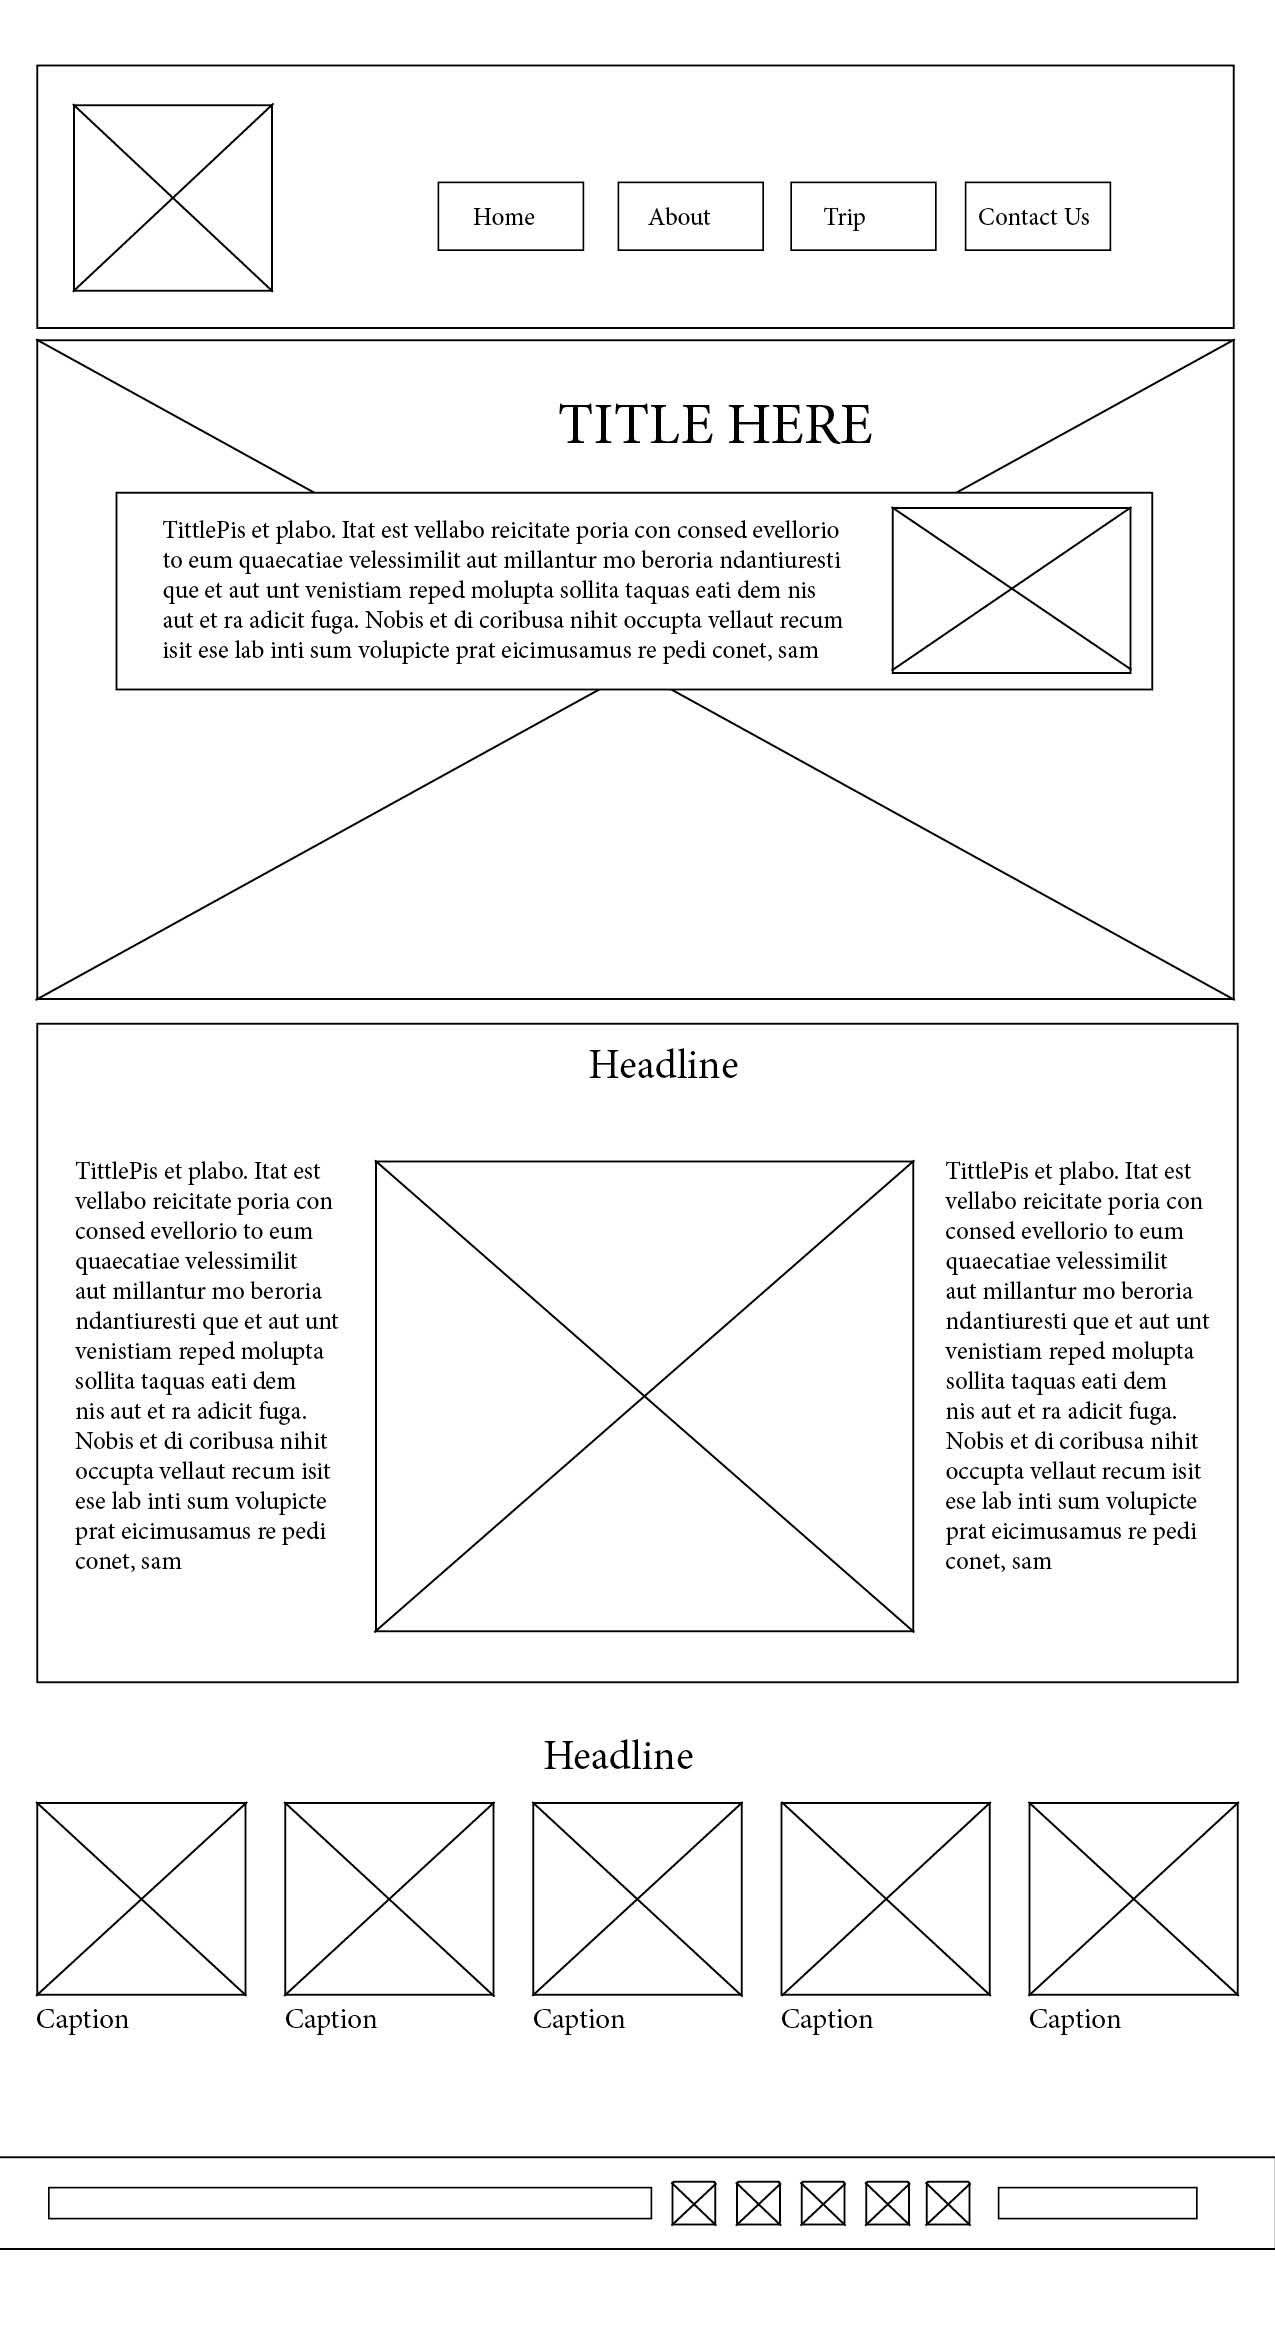 Home
About
Trip
Contact Us
TITLE HERE
TittlePis et plabo. Itat est vellabo reicitate poria con consed evellorio
to eum quaecatiae velessimilit aut millantur mo beroria ndantiuresti
que et aut unt venistiam reped molupta sollita taquas eati dem nis
aut et ra adicit fuga. Nobis et di coribusa nihit occupta vellaut recum
isit ese lab inti sum volupicte prat eicimusamus re pedi conet, sam
Headline
TittlePis et plabo. Itat est
vellabo reicitate poria con
consed evellorio to eum
quaecatiae velessimilit
aut millantur mo beroria
ndantiuresti que et aut unt
venistiam reped molupta
sollita taquas eati dem
nis aut et ra adicit fuga.
Nobis et di coribusa nihit
occupta vellaut recum isit
ese lab inti sum volupicte
prat eicimusamus re pedi
conet, sam
TittlePis et plabo. Itat est
vellabo reicitate poria con
consed evellorio to eum
quaecatiae velessimilit
aut millantur mo beroria
ndantiuresti que et aut unt
venistiam reped molupta
sollita taquas eati dem
nis aut et ra adicit fuga.
Nobis et di coribusa nihit
occupta vellaut recum isit
ese lab inti sum volupicte
prat eicimusamus re pedi
conet, sam
Headline
Caption
Caption
Caption
Caption
Caption